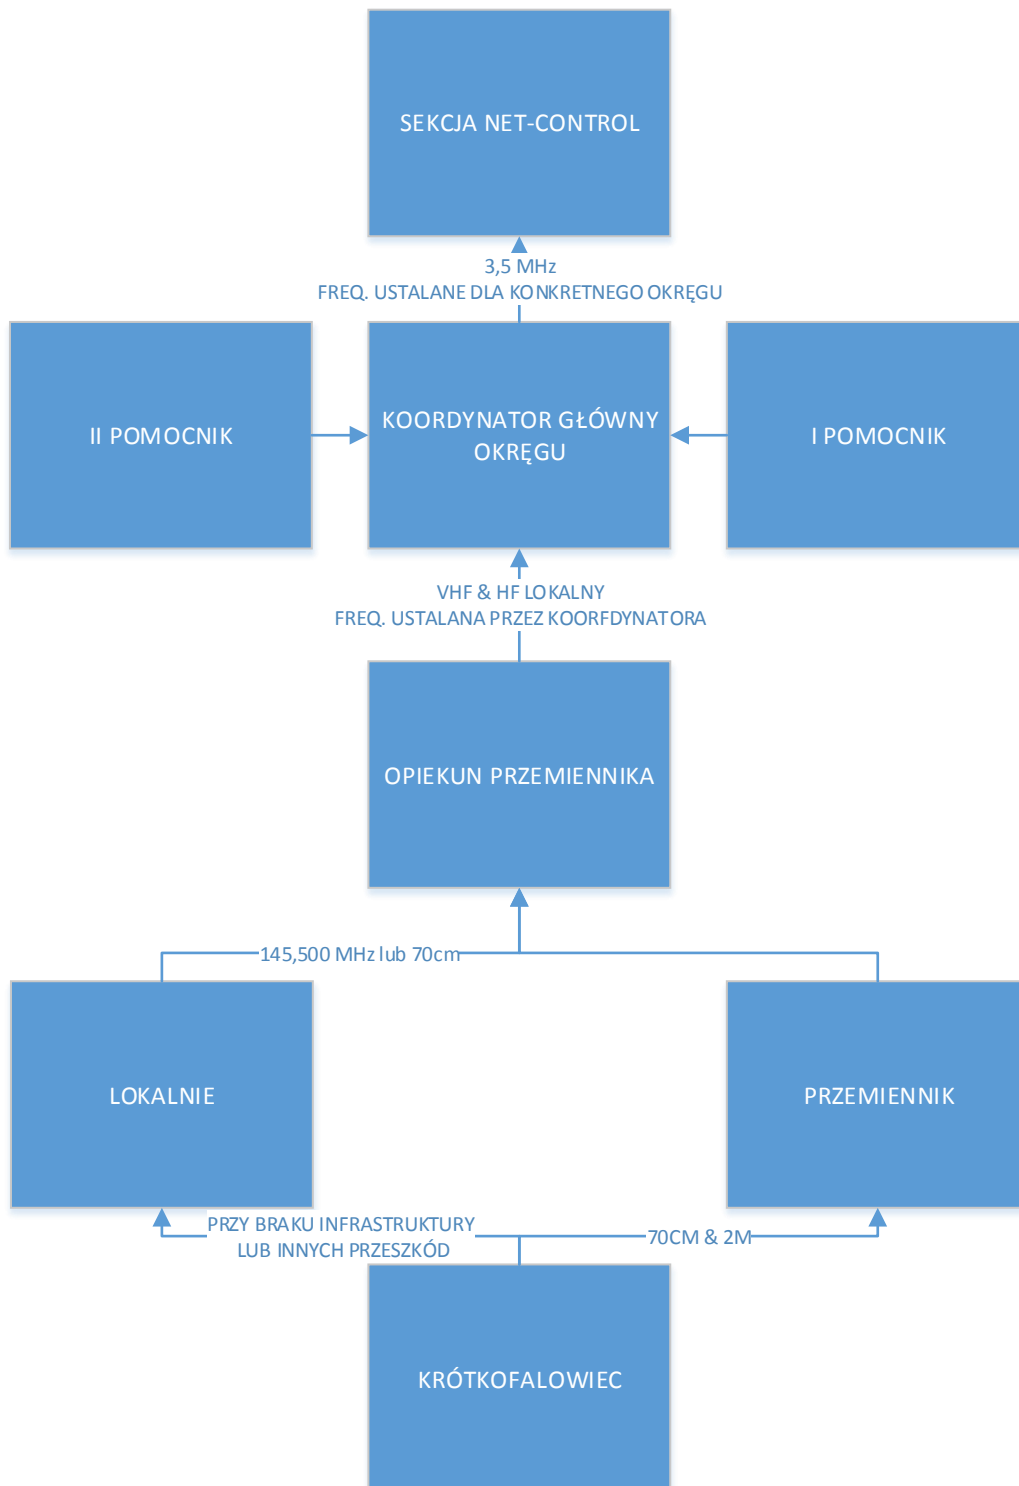 SEKCJA NET-CONTROL
3,5 MHz
FREQ. USTALANE DLA KONKRETNEGO OKRĘGU
II POMOCNIK
KOORDYNATOR GŁÓWNY
OKRĘGU
I POMOCNIK
VHF & HF LOKALNY
FREQ. USTALANA PRZEZ KOORFDYNATORA
OPIEKUN PRZEMIENNIKA
145,500 MHz lub 70cm
LOKALNIE
PRZEMIENNIK
PRZY BRAKU INFRASTRUKTURY
LUB INNYCH PRZESZKÓD
70CM & 2M
KRÓTKOFALOWIEC